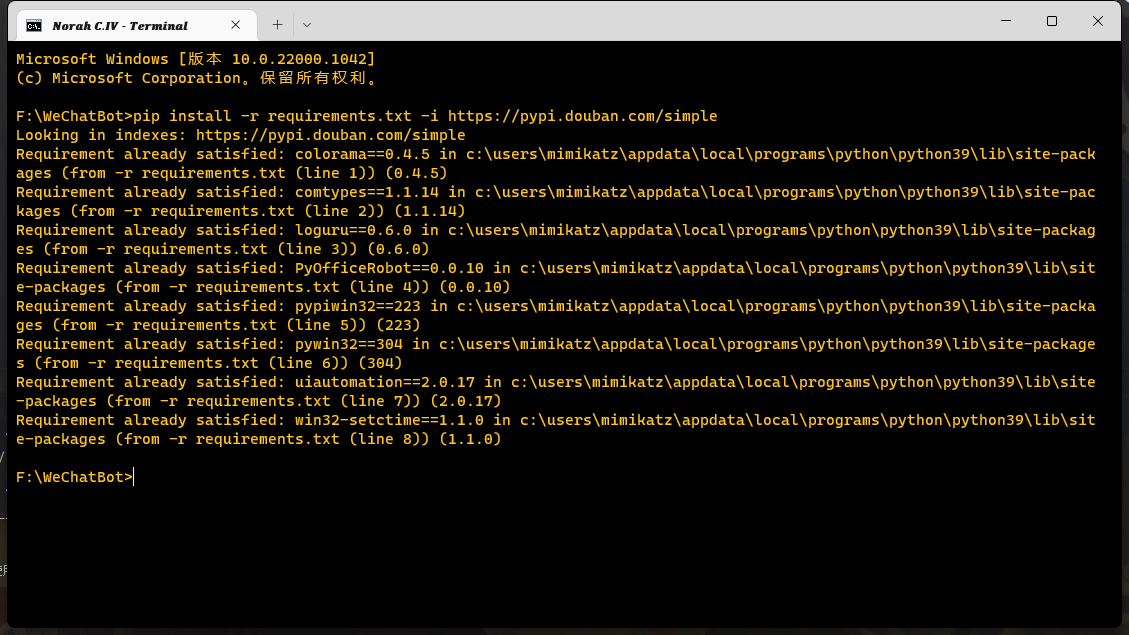 Norah C.IV - Terminal
Microsoft Windows [版本 10.0.22000.1042]
(c) Microsoft Corporation。保留所有权利。
F:\WeChatBot>pip install -r requirements.txt -i https://pypi.douban.com/simple
Looking in indexes: https://pypi.douban.com/simple
Requirement already satisfied: colorama==0.4.5 in c:\users\mimikatz\appdata\local\programs\python\python39\lib\site-pack
ages (from -r requirements.txt (line 1)) (0.4.5)
Requirement already satisfied: comtypes==1.1.14 in c:\users\mimikatz\appdata\local\programs\python\python39\lib\site-pac
kages (from -r requirements.txt (line 2)) (1.1.14)
Requirement already satisfied: loguru==0.6.0 in c:\users\mimikatz\appdata\local\programs\python\python39\lib\site-packag
es (from -r requirements.txt (line 3)) (0.6.0)
Requirement already satisfied: PyOfficeRobot==0.0.10 in c:\users\mimikatz\appdata\local\programs\python\python39\lib\sit
e-packages (from -r requirements.txt (line 4)) (0.0.10)
Requirement already satisfied: pypiwin32==223 in c:\users\mimikatz\appdata\local\programs\python\python39\lib\site-packa
ges (from -r requirements.txt (line 5)) (223)
Requirement already satisfied: pywin32==304 in c:\users\mimikatz\appdata\local\programs\python\python39\lib\site-package
s (from -r requirements.txt (line 6)) (304)
Requirement already satisfied: uiautomation==2.0.17 in c:\users\mimikatz\appdata\local\programs\python\python39\lib\site
-packages (from -r requirements.txt (line 7)) (2.0.17)
Requirement already satisfied: win32-setctime==1.1.0 in c:\users\mimikatz\appdata\local\programs\python\python39\lib\sit
e-packages (from -r requirements.txt (line 8)) (1.1.0)
F:\WeChatBot>